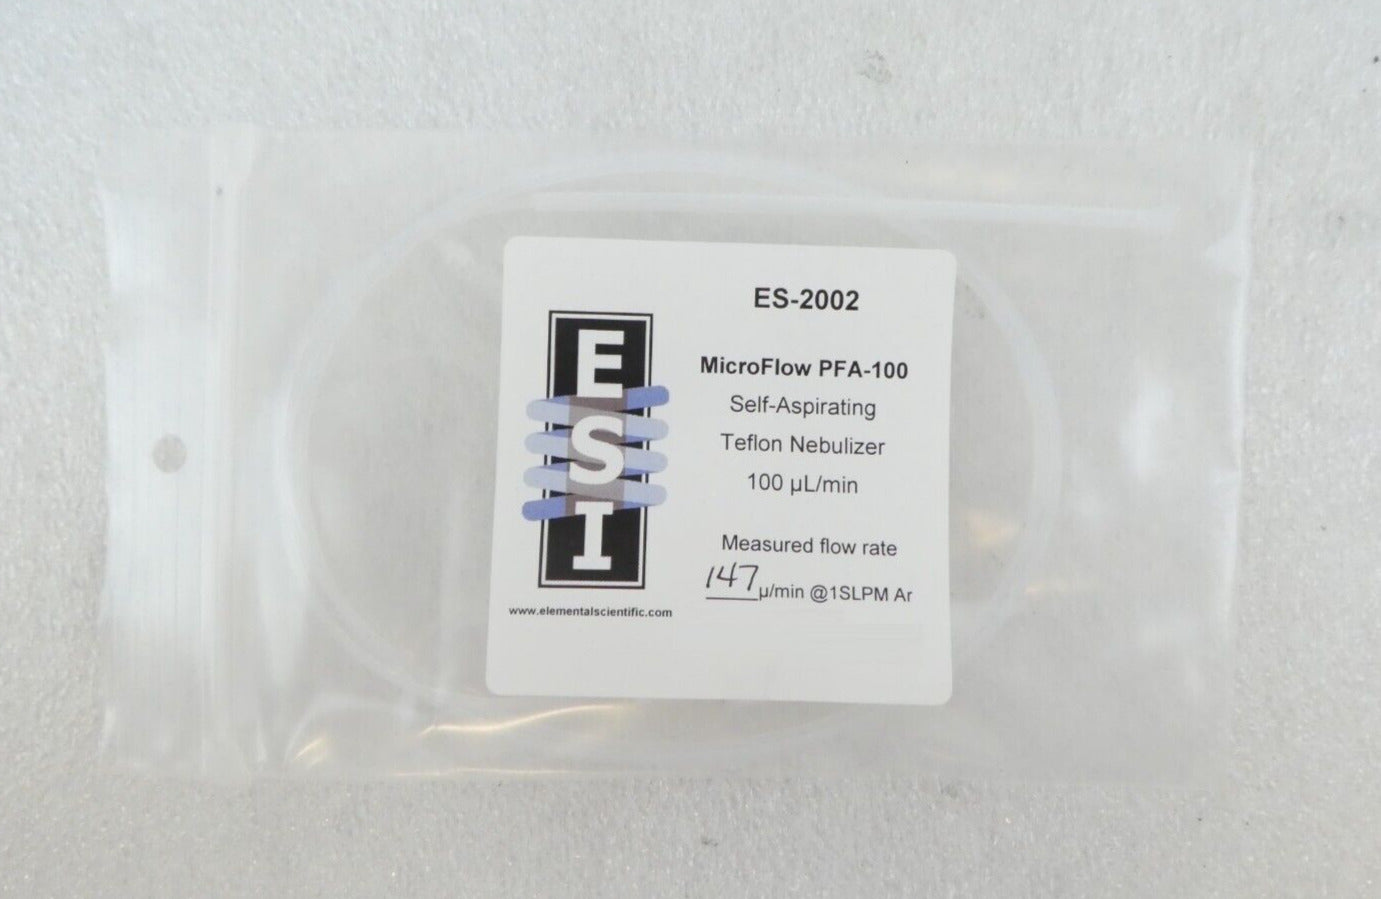 ESI
www.elementalscientific.com
ES-2002
MicroFlow PFA-100
Self-Aspirating
Teflon Nebulizer
100 µL/min
Measured flow rate
147 µ/min @1SLPM Ar